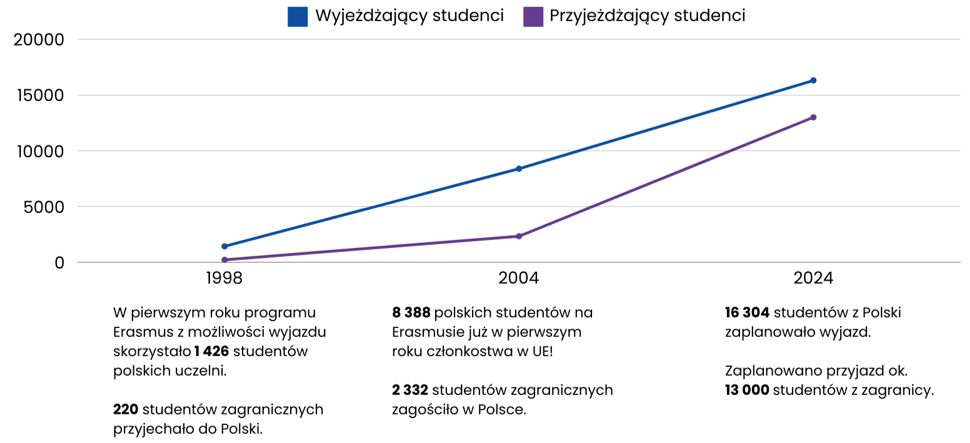 Wyjeżdżający studenci Przyjeżdżający studenci
20000
15000
10000
5000
0
1998 2004 2024
W pierwszym roku programu
Erasmus z możliwości wyjazdu
skorzystało 1 426 studentów
polskich uczelni.
220 studentów zagranicznych
przyjechało do Polski.
8 388 polskich studentów na
Erasmusie już w pierwszym
roku członkostwa w UE!
2 332 studentów zagranicznych
zagościło w Polsce.
16 304 studentów z Polski
zaplanowało wyjazd.
Zaplanowano przyjazd ok.
13 000 studentów z zagranicy.